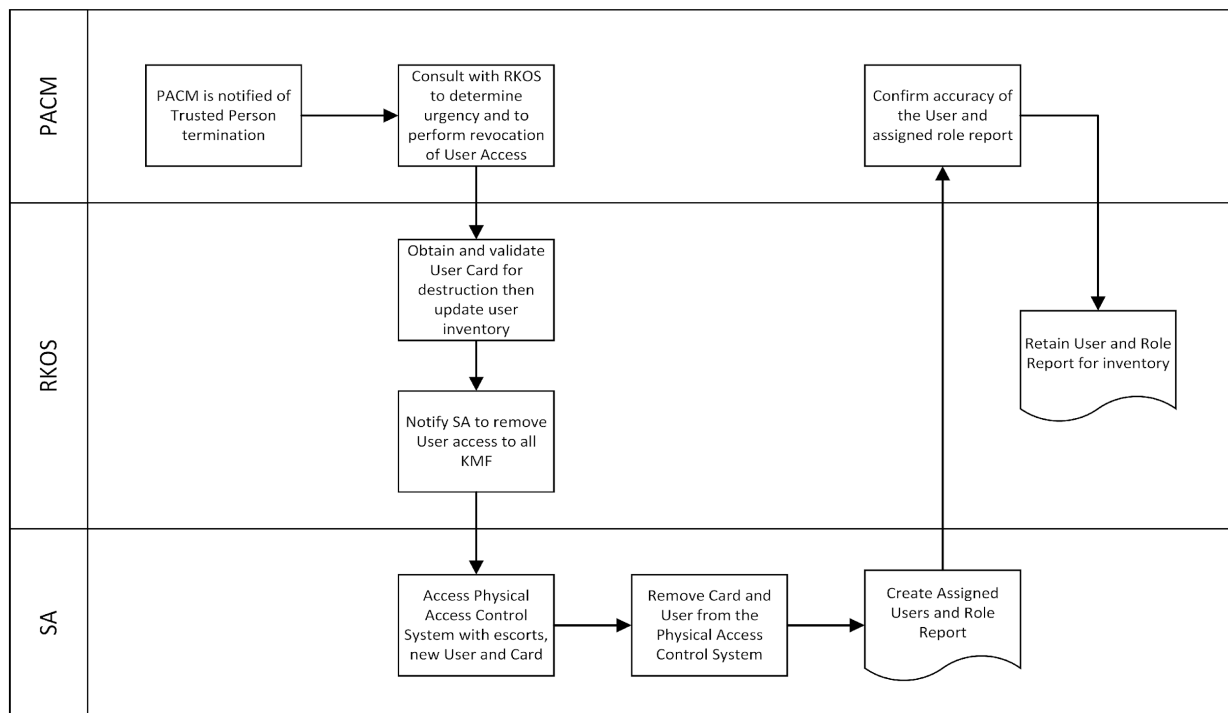 PACM
PACM is notified of
Trusted Person
termination
Consult with RKOS
to determine
urgency and to
perform revocation
of User Access
Confirm accuracy of
the User and
assigned role report
RKOS
Obtain and validate
User Card for
destruction then
update user
inventory
Retain User and Role
Report for inventory
Notify SA to remove
User access to all
KMF
SA
Access Physical
Access Control
System with escorts,
new User and Card
Remove Card and
User from the
Physical Access
Control System
Create Assigned
Users and Role
Report